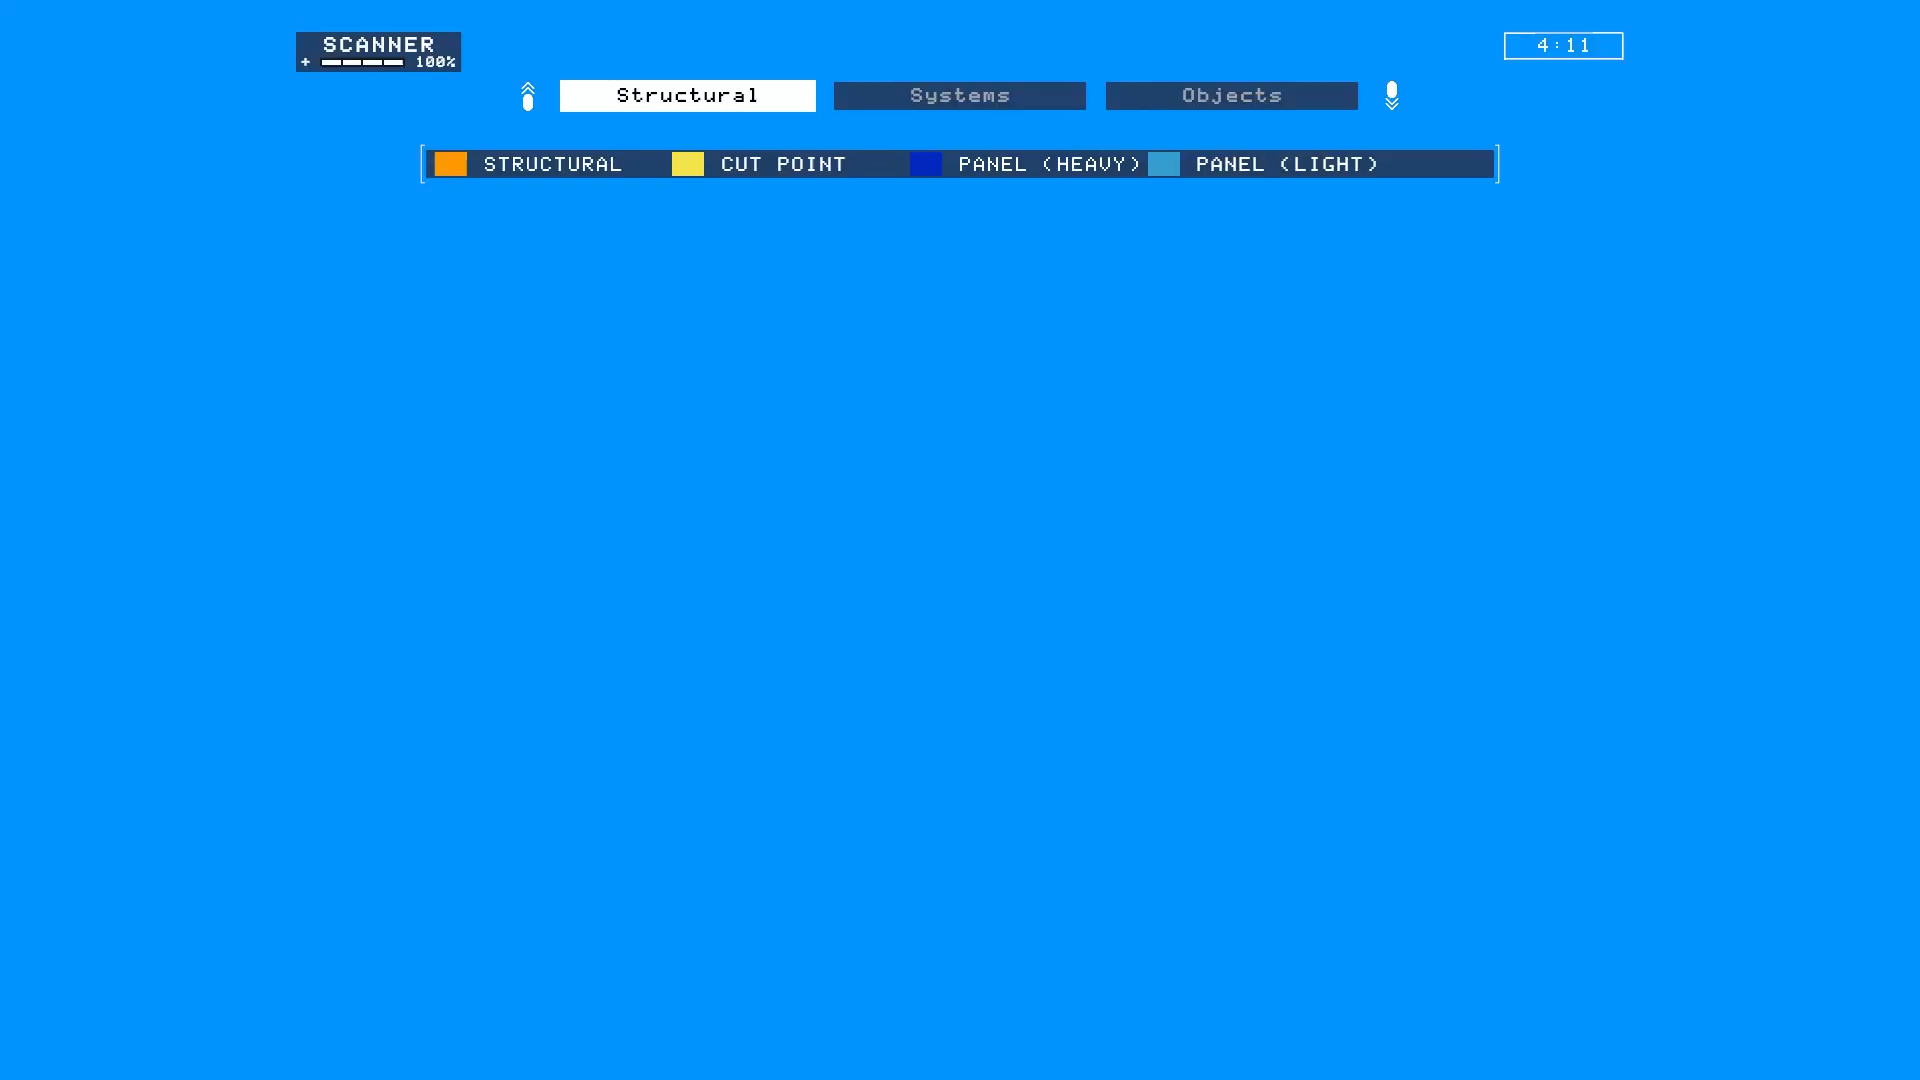 SCANNER
+ 100%
4:11
Structural
Systems
Objects
STRUCTURAL
CUT POINT
PANEL (HEAVY)
PANEL (LIGHT)